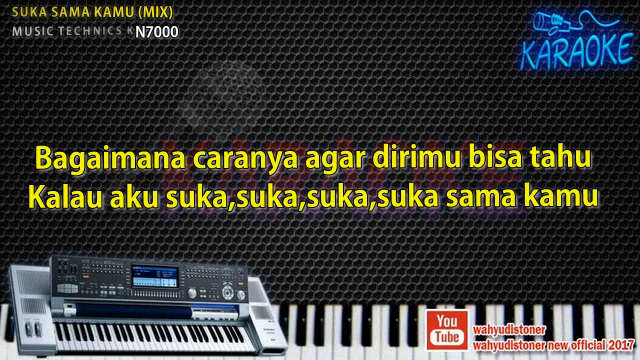 SUKA SAMA KAMU (MIX)
MUSIC TECHNICS KN7000
KARAOKE
Bagaimana caranya agar dirimu bisa tahu
Kalau aku suka,suka,suka,suka sama kamu
You Tube
wahyudistoner
wahyudistoner new official 2017